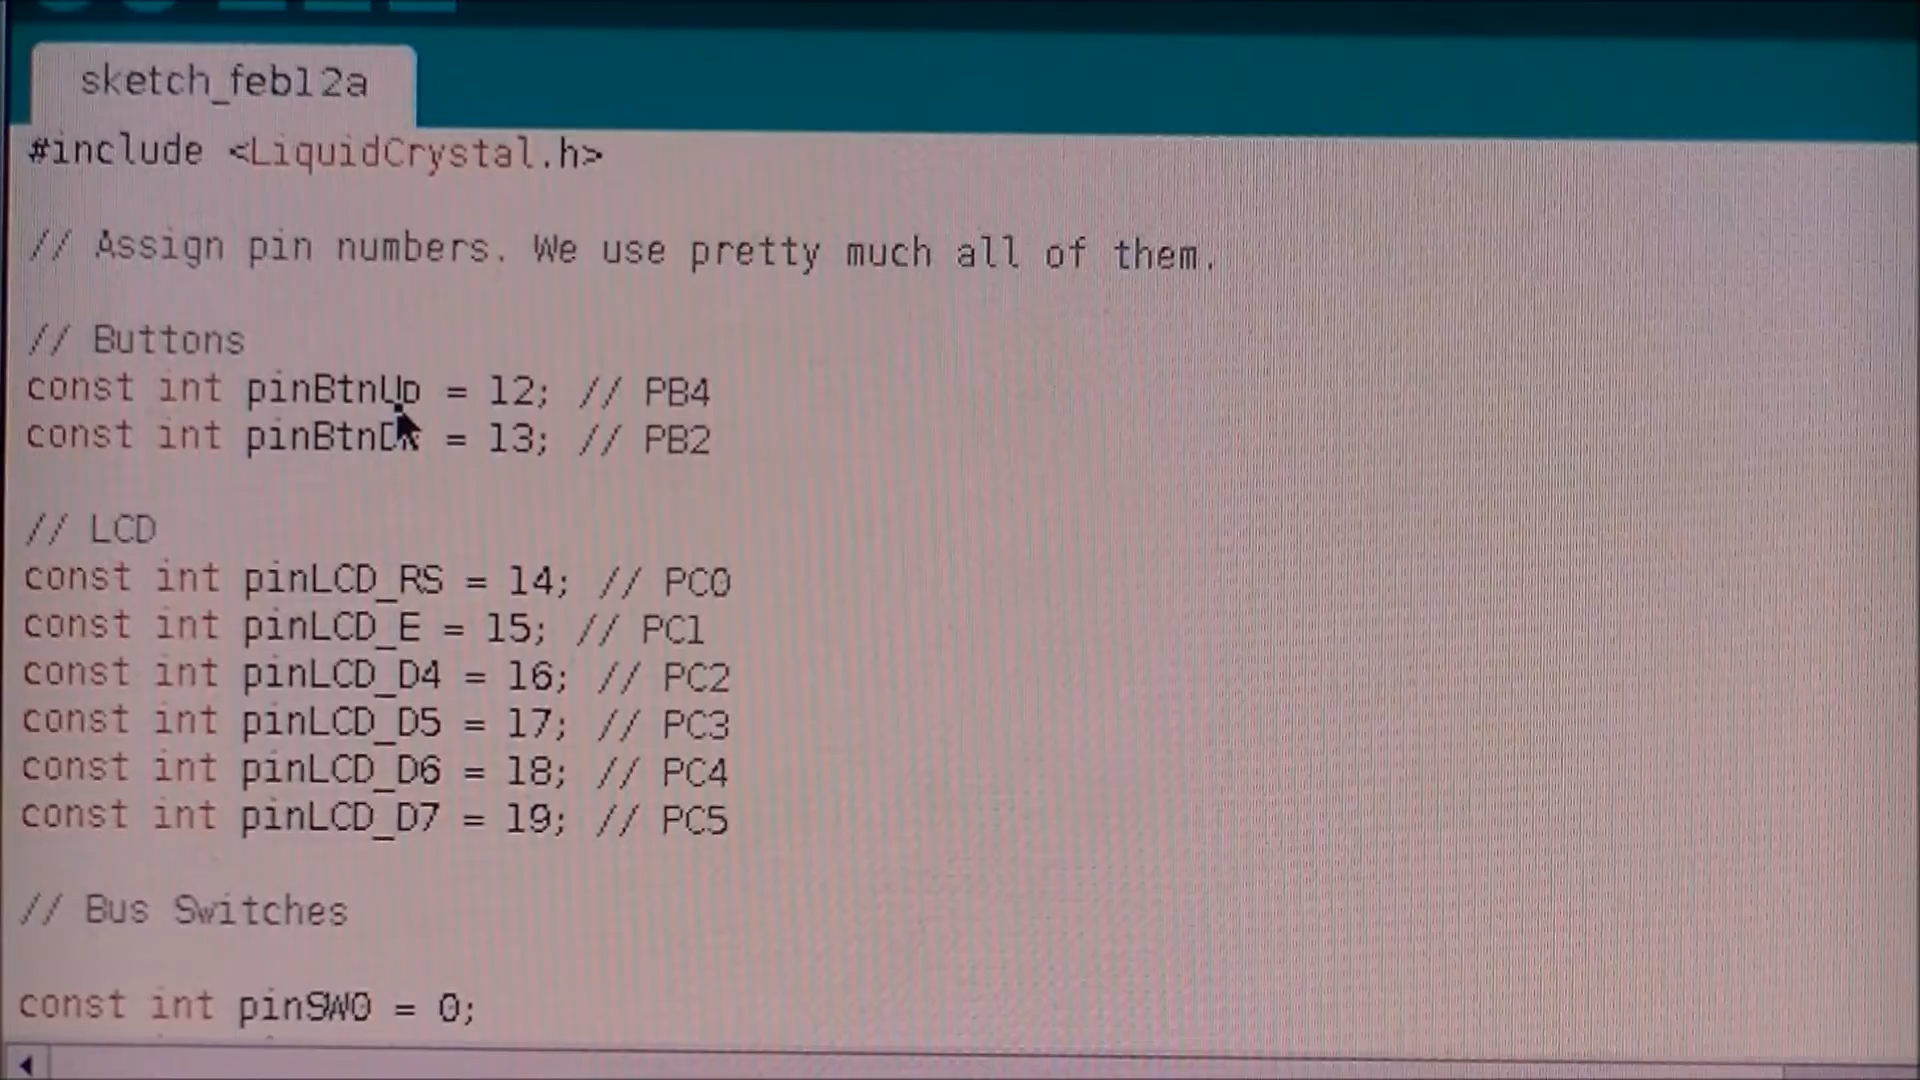 sketch_feb12a
#include <LiquidCrystal.h>
// Assign pin numbers. We use pretty much all of them.
// Buttons
const int pinBtnUp = 12; // PB4
const int = 13; // PB2
// LCD
const int pinLCD_RS = 14; // PC0
const int pinLCD_E = 15; // PC1
const int pinLCD_D4 = 16; // PC2
const int pinLCD_D5 = 17; // PC3
const int pinLCD_D6 = 18; // PC4
const int pinLCD_D7 = 19; // PC5
// Bus Switches
const int pinSW0 = 0;